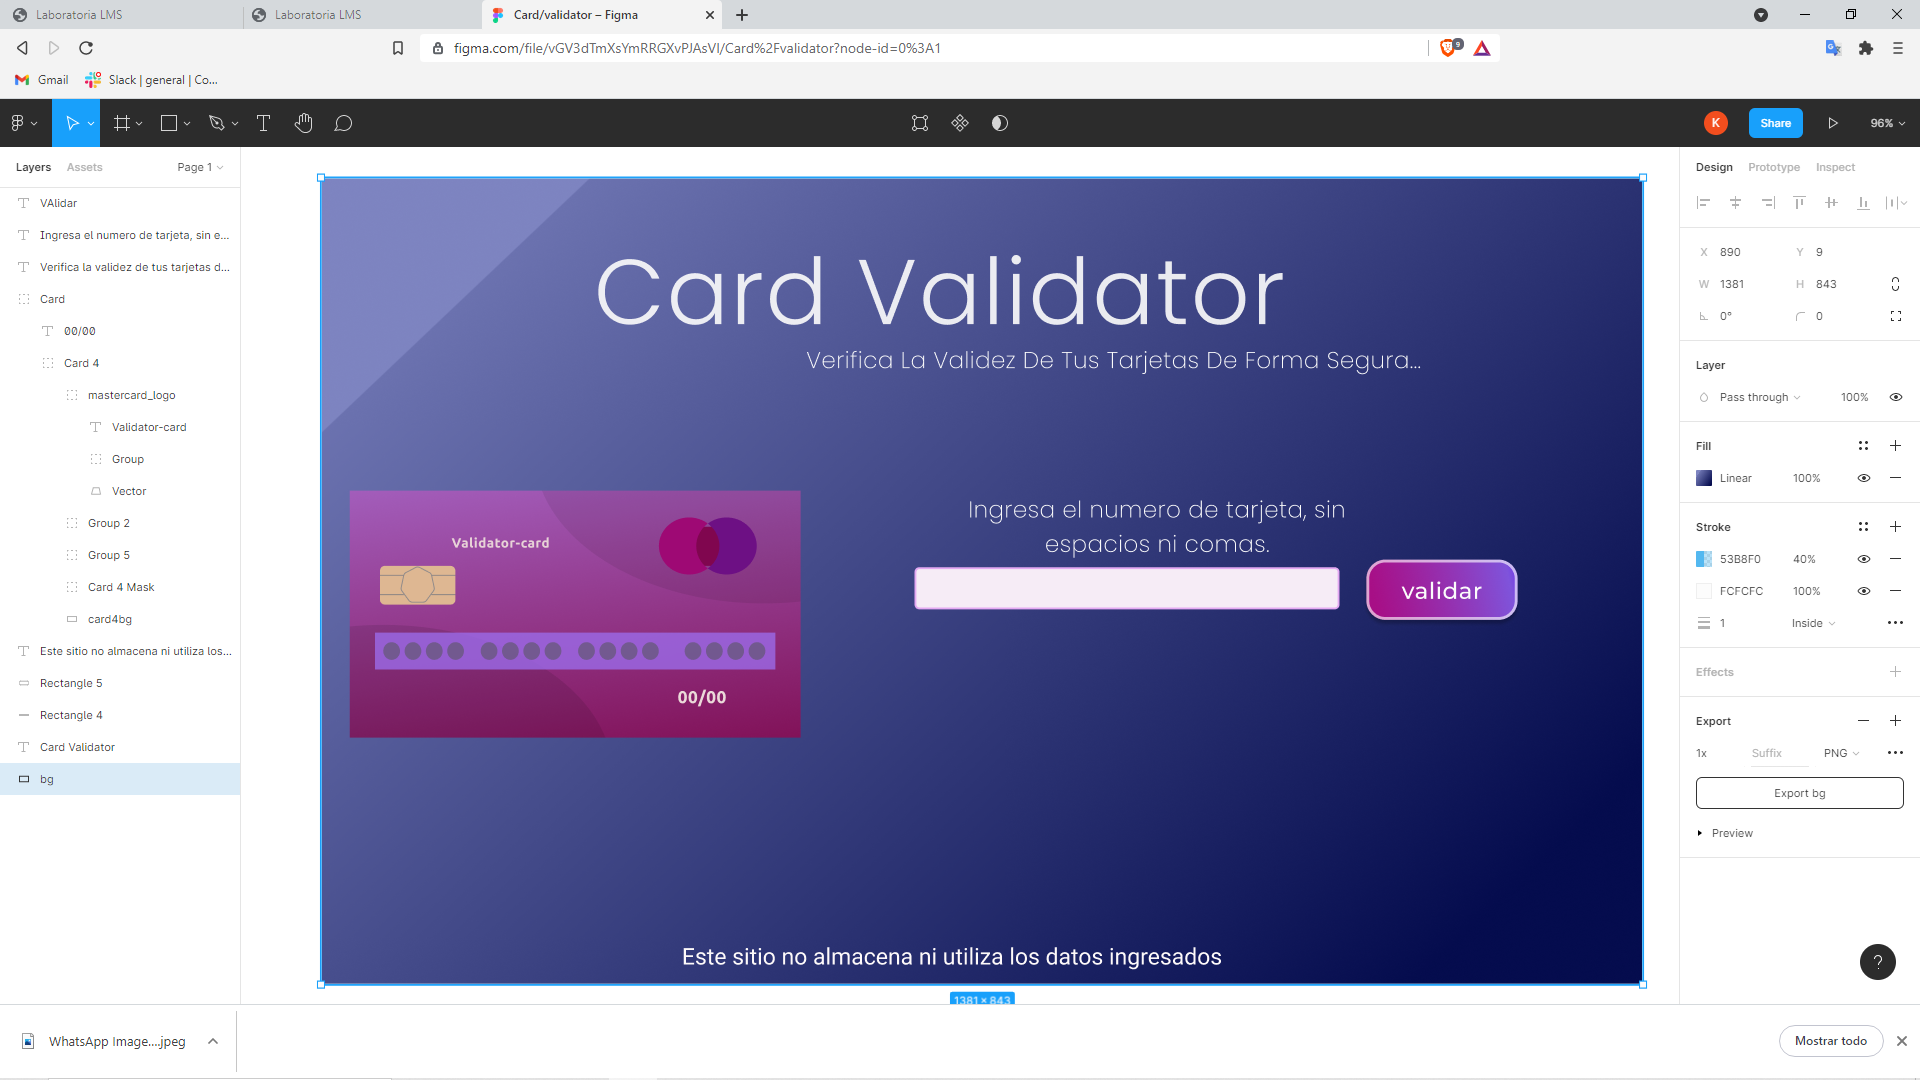 Laboratoria LMS
Laboratoria LMS
Card/validator – Figma
figma.com/file/vGV3dTmXsYmRRGXvPJAsVI/Card%2Fvalidator?node-id=0%3A1
9
Gmail
Slack | general | Co...
K
Share
96%
Layers
Assets
Page 1
VAlidar
Ingresa el numero de tarjeta, sin e...
Verifica la validez de tus tarjetas d...
Card
00/00
Card 4
mastercard_logo
Validator-card
Group
Vector
Group 2
Group 5
Card 4 Mask
card4bg
Este sitio no almacena ni utiliza los...
Rectangle 5
Rectangle 4
Card Validator
bg
Card Validator
Verifica La Validez De Tus Tarjetas De Forma Segura...
Validator-card
00/00
Ingresa el numero de tarjeta, sin
espacios ni comas.
validar
Este sitio no almacena ni utiliza los datos ingresados
1381 × 843
Design
Prototype
Inspect
X 890
Y 9
W 1381
H 843
0°
0
Layer
Pass through
100%
Fill
Linear
100%
Stroke
53B8F0
40%
FCFCFC
100%
1
Inside
Effects
Export
1x
Suffix
PNG
Export bg
Preview
?
WhatsApp Image....jpeg
Mostrar todo